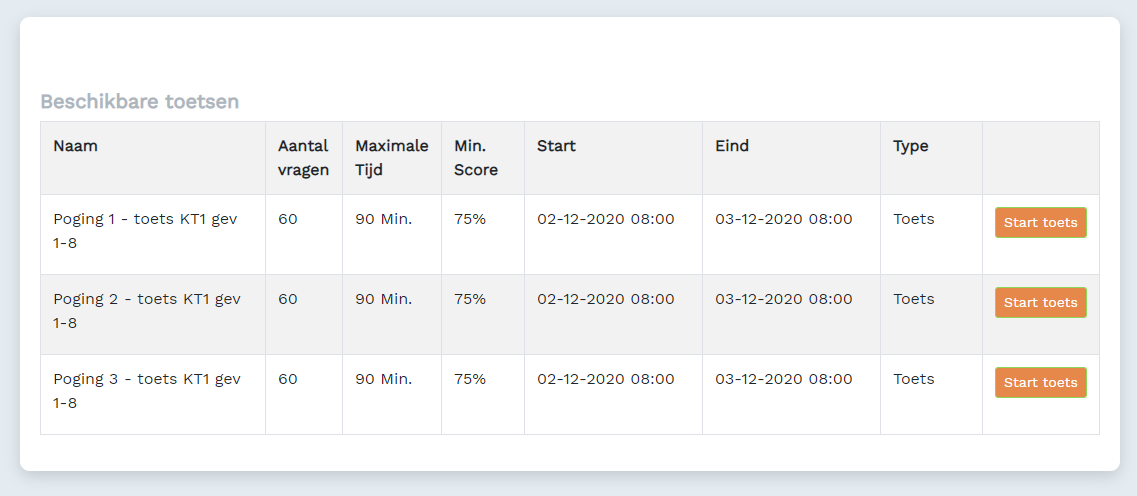 Beschikbare toetsen
Naam Aantal vragen Maximale Tijd Min. Score Start Eind Type
Poging 1 - toets KT1 gev 1-8 60 90 Min. 75% 02-12-2020 08:00 03-12-2020 08:00 Toets Start toets
Poging 2 - toets KT1 gev 1-8 60 90 Min. 75% 02-12-2020 08:00 03-12-2020 08:00 Toets Start toets
Poging 3 - toets KT1 gev 1-8 60 90 Min. 75% 02-12-2020 08:00 03-12-2020 08:00 Toets Start toets